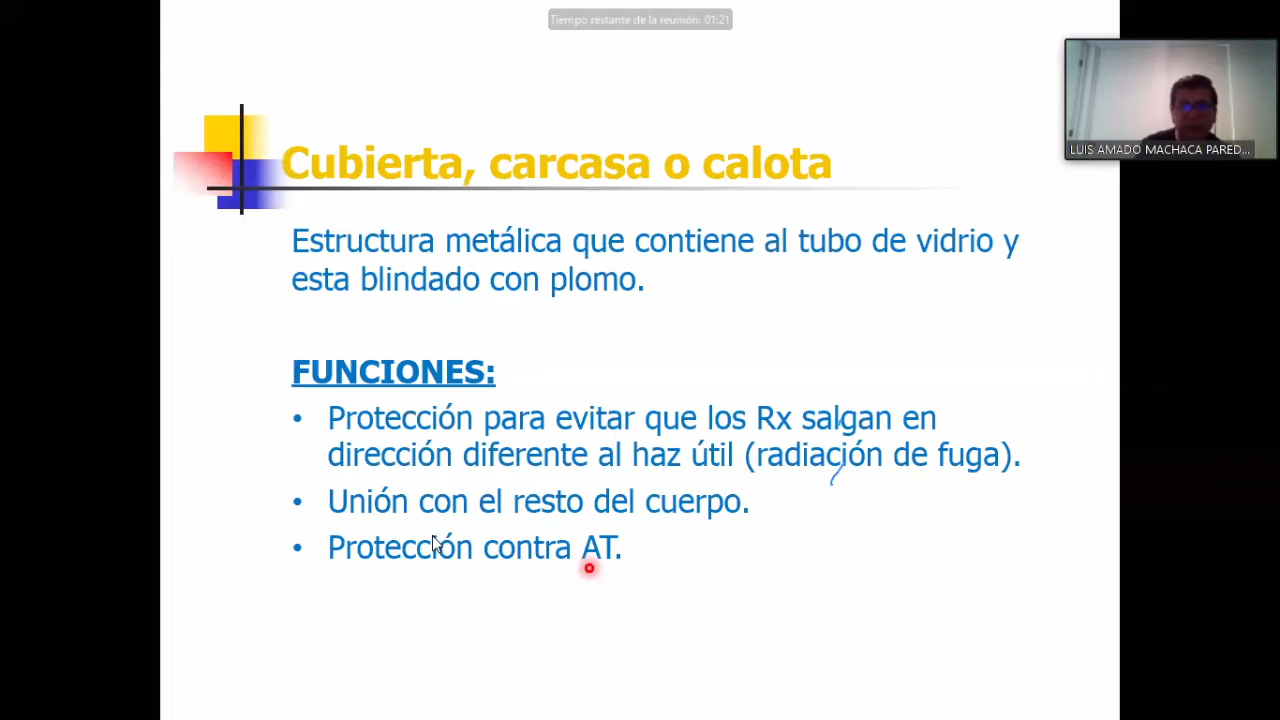 Tiempo restante de la reunión: 01:21
Cubierta, carcasa o calota
LUIS AMADO MACHACA PARED...
Estructura metálica que contiene al tubo de vidrio y
esta blindado con plomo.
FUNCIONES:
• Protección para evitar que los Rx salgan en
dirección diferente al haz útil (radiación de fuga).
• Unión con el resto del cuerpo.
• Protección contra AT.